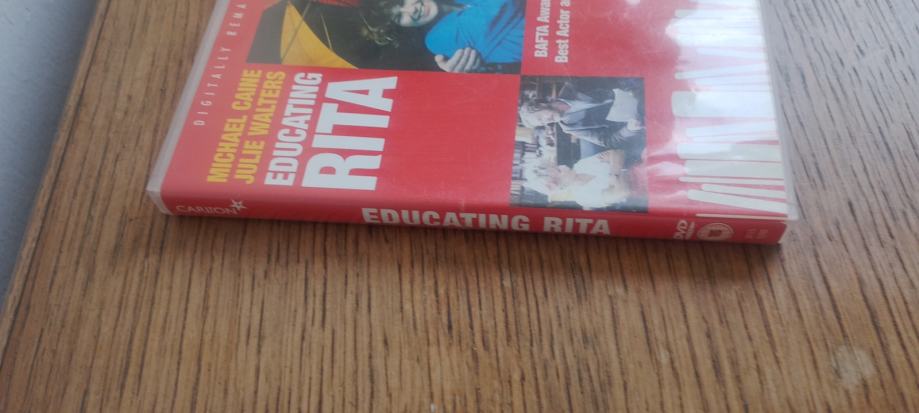 DIGITALLY REMA
MICHAEL CAINE
JULIE WALTERS
EDUCATING
RITA
BAFTA Awa
Best Actor a
CARLTON
EDUCATING RITA
DVD